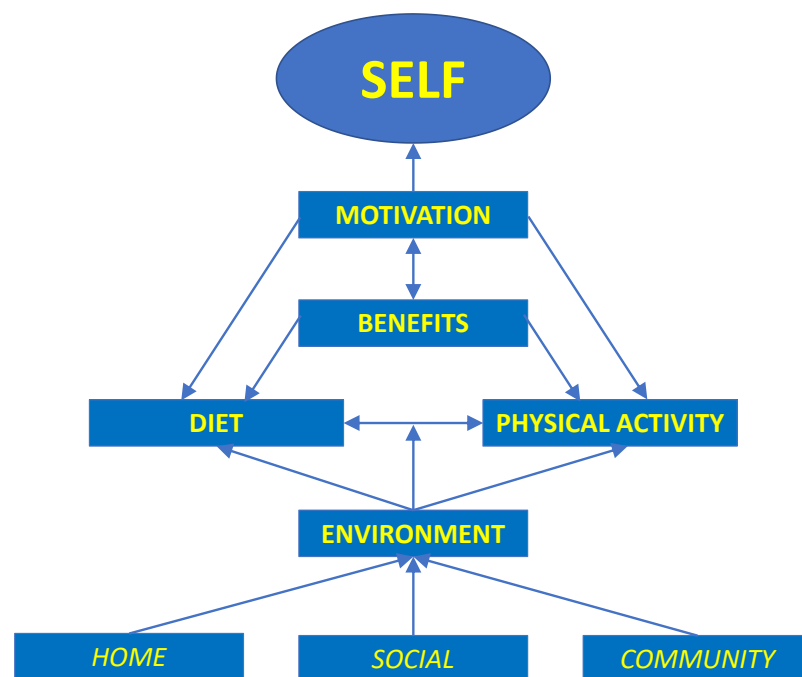 SELF
MOTIVATION
BENEFITS
DIET
PHYSICAL ACTIVITY
ENVIRONMENT
HOME
SOCIAL
COMMUNITY